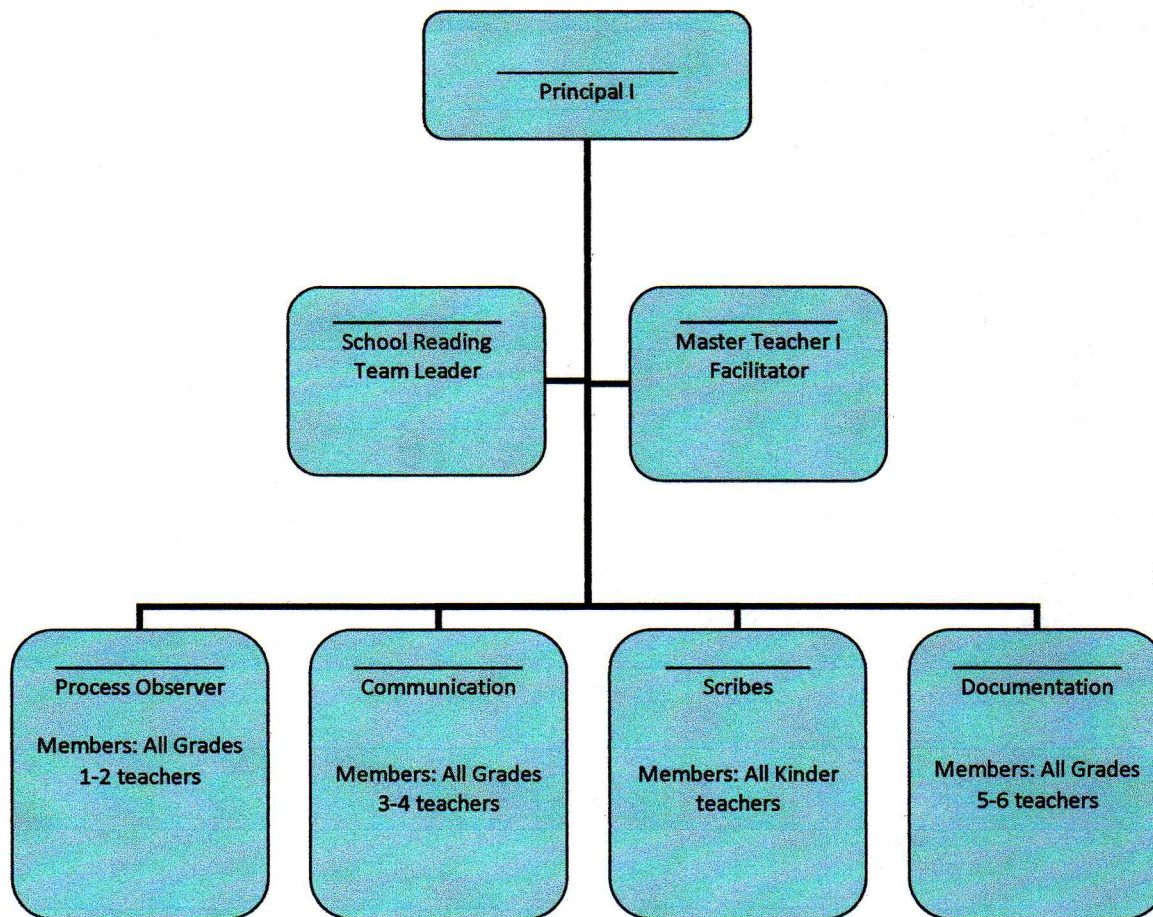 Principal I
School Reading
Team Leader
Master Teacher I
Facilitator
Process Observer
Members: All Grades
1-2 teachers
Communication
Members: All Grades
3-4 teachers
Scribes
Members: All Kinder
teachers
Documentation
Members: All Grades
5-6 teachers